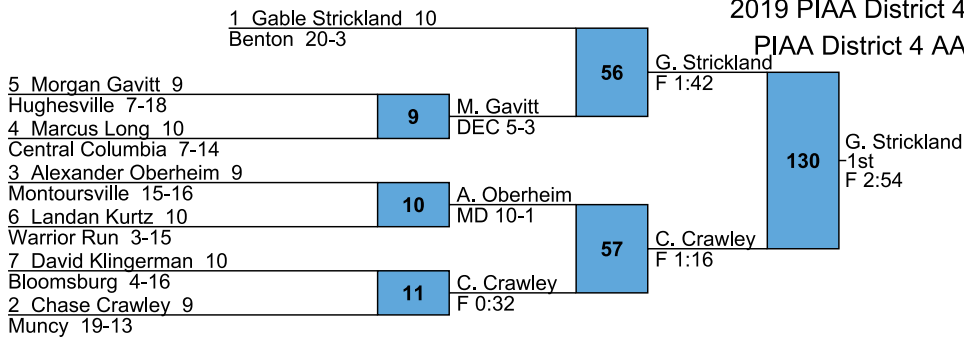 2019 PIAA District 4
PIAA District 4 AA
1 Gable Strickland 10
Benton 20-3
56
G. Strickland
F 1:42
5 Morgan Gavitt 9
Hughesville 7-18
9
M. Gavitt
DEC 5-3
4 Marcus Long 10
Central Columbia 7-14
130
G. Strickland
1st
F 2:54
3 Alexander Oberheim 9
Montoursville 15-16
10
A. Oberheim
MD 10-1
6 Landan Kurtz 10
Warrior Run 3-15
57
C. Crawley
F 1:16
7 David Klingerman 10
Bloomsburg 4-16
11
C. Crawley
F 0:32
2 Chase Crawley 9
Muncy 19-13